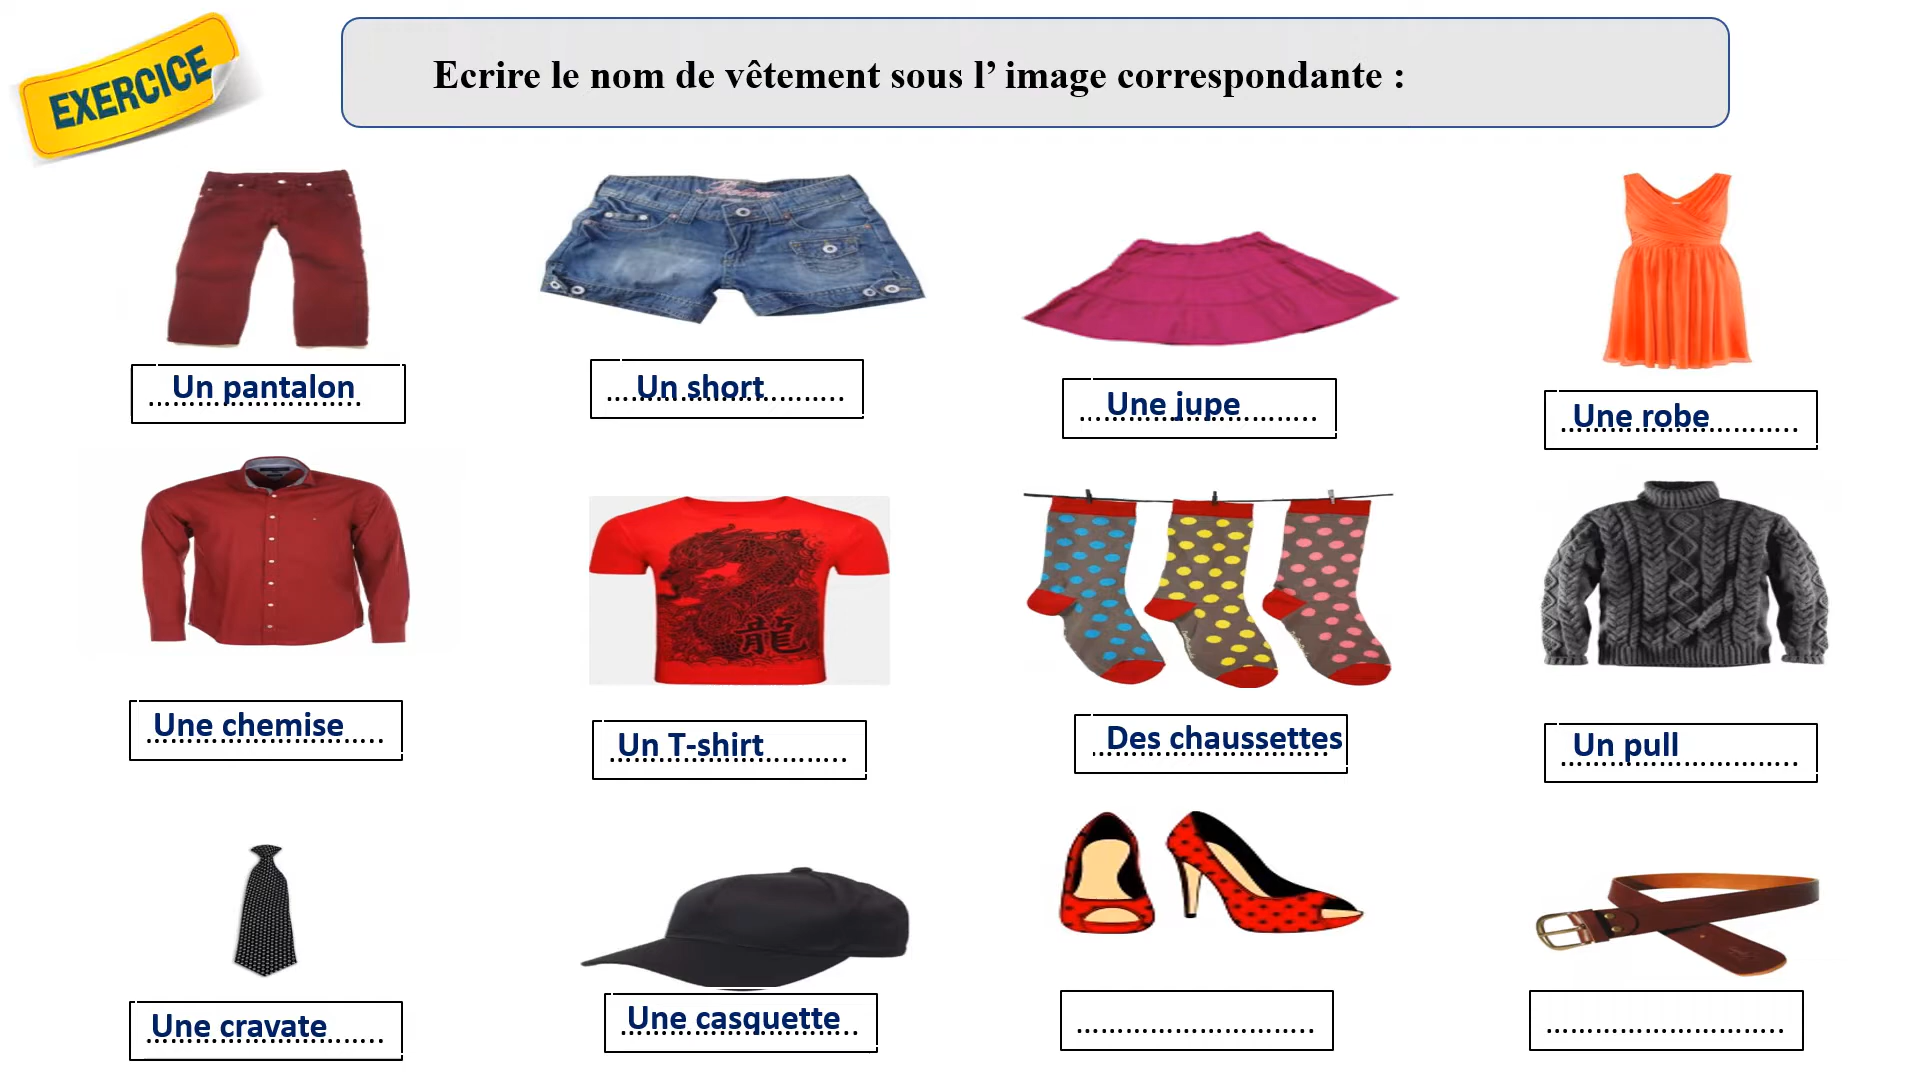 EXERCICE
Ecrire le nom de vêtement sous l’ image correspondante :
Un pantalon
Un short
Une jupe
Une robe
龍
Une chemise
Un T-shirt
Des chaussettes
Un pull
Une cravate
Une casquette